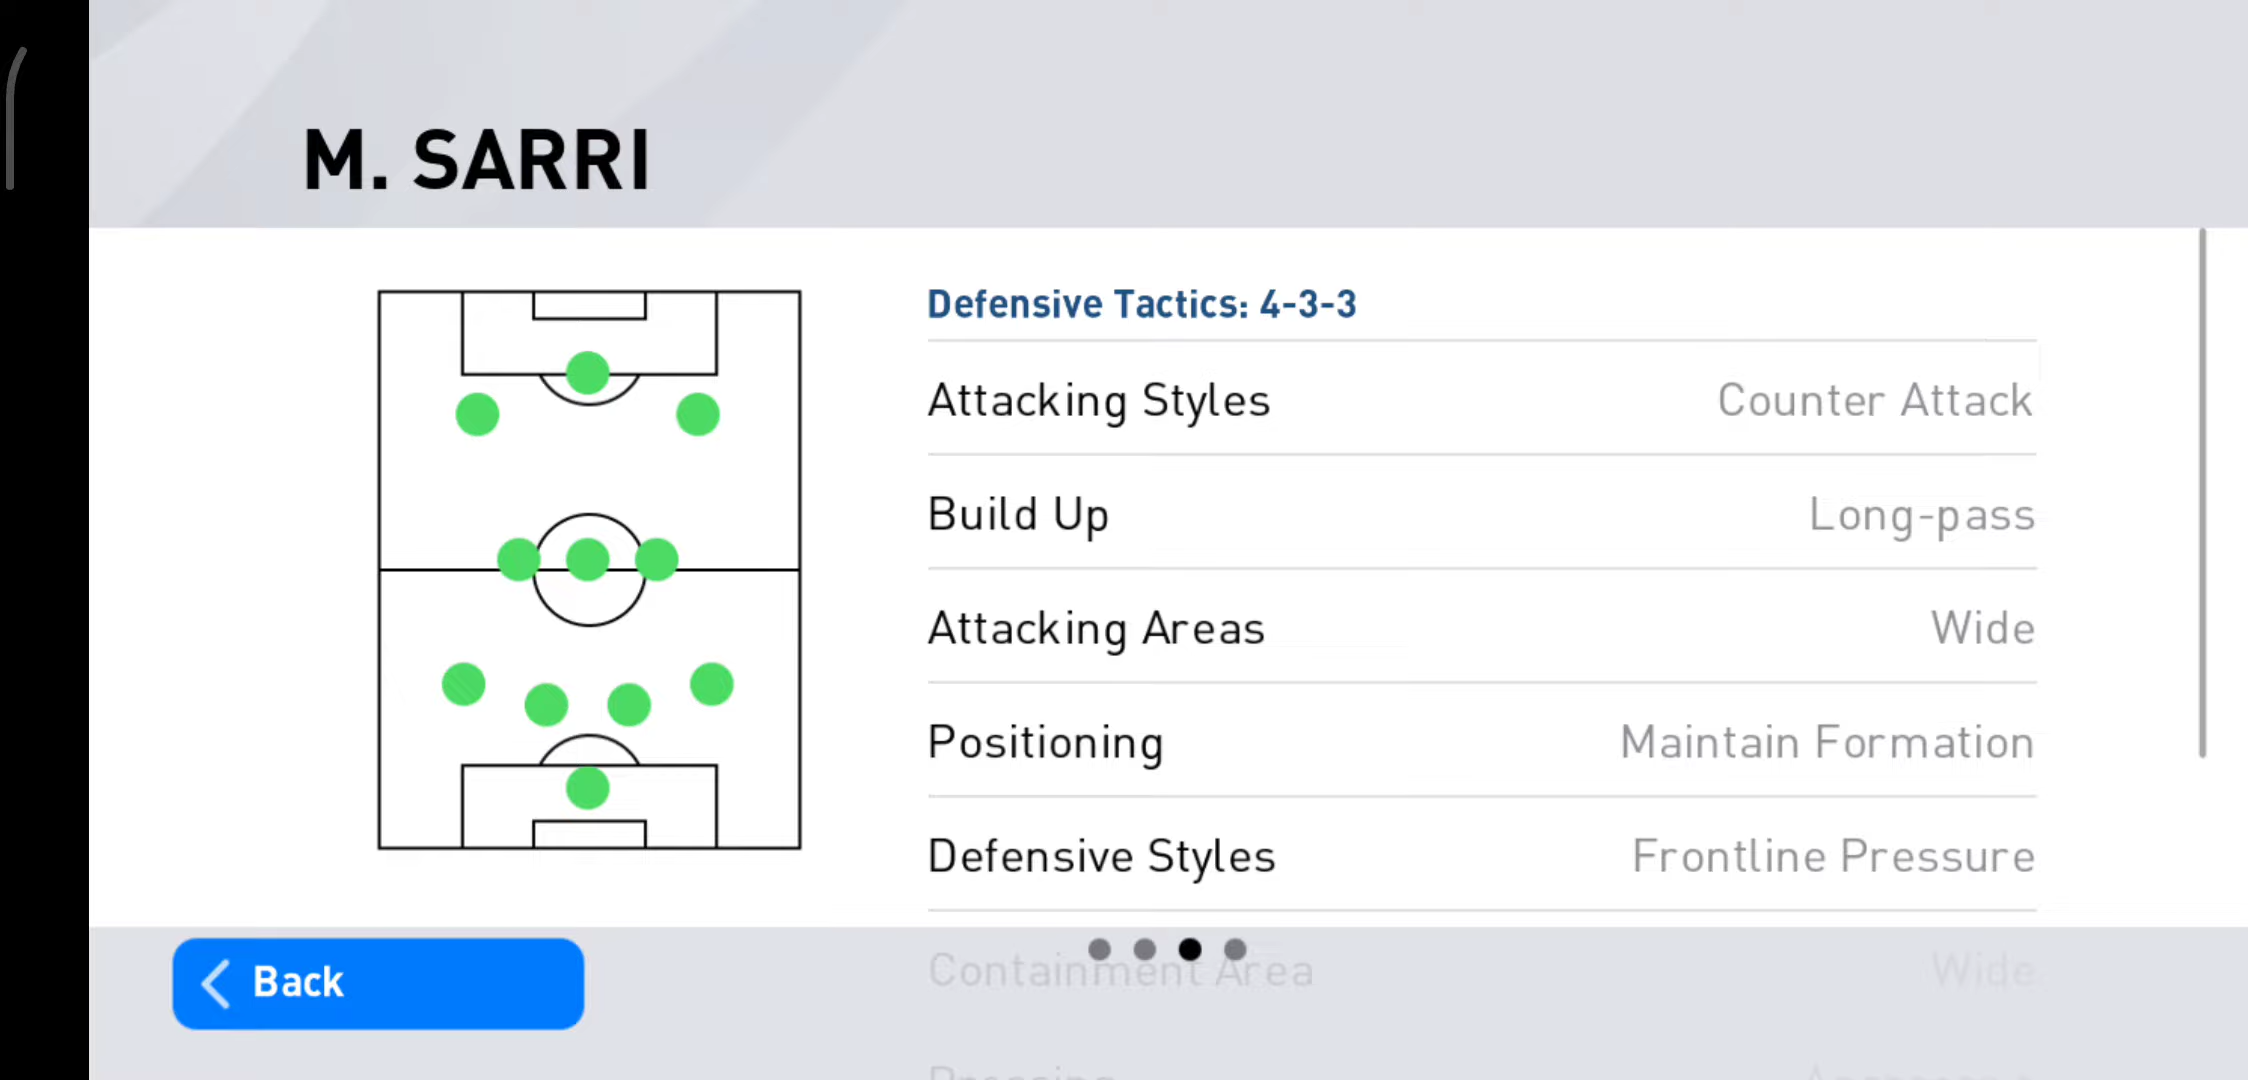 M. SARRI
Defensive Tactics: 4-3-3
Attacking Styles Counter Attack
Build Up Long-pass
Attacking Areas Wide
Positioning Maintain Formation
Defensive Styles Frontline Pressure
Containment Area Wide
Back